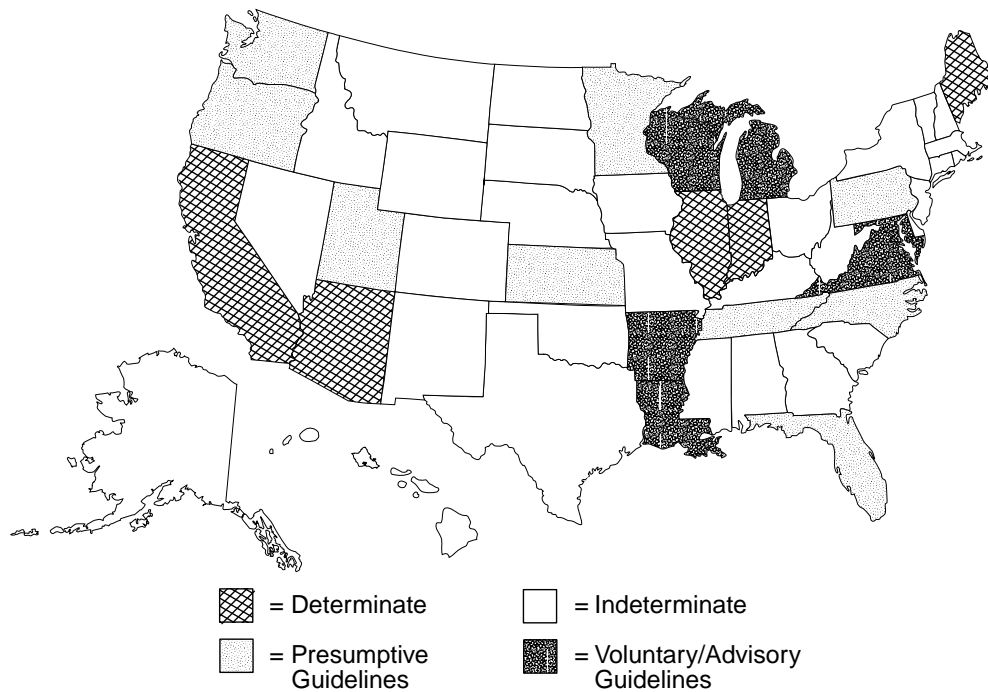 = Determinate
= Indeterminate
= Presumptive
Guidelines
= Voluntary/Advisory
Guidelines